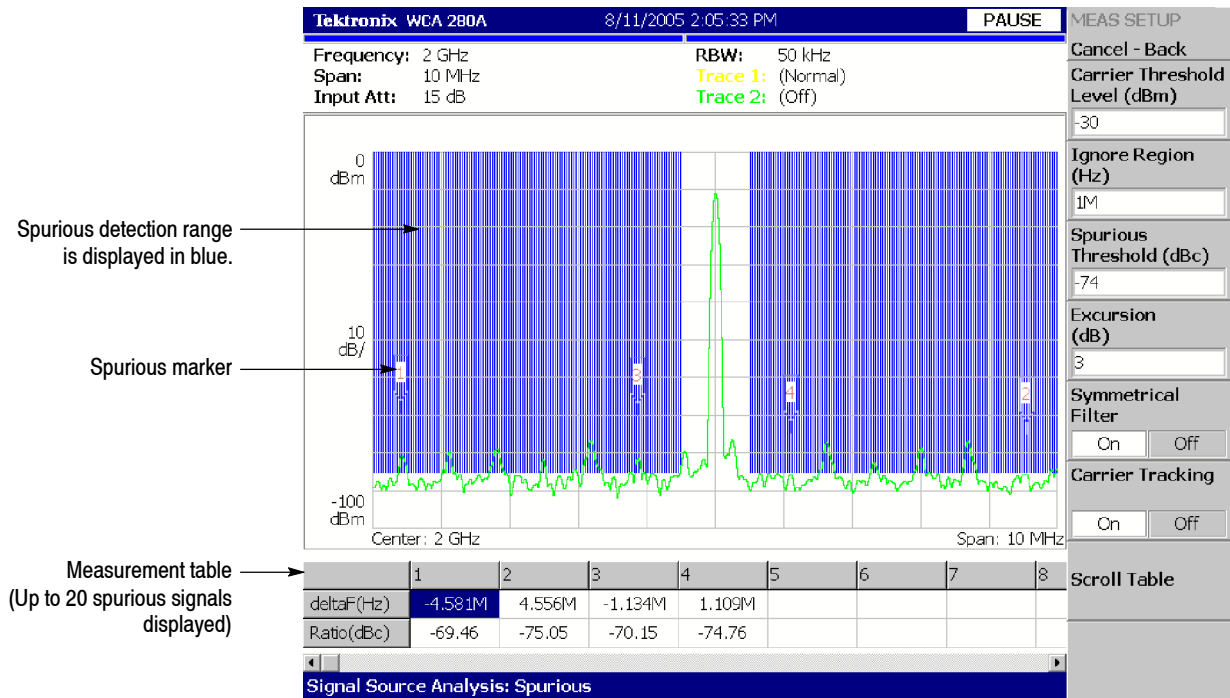 Tektronix WCA 280A 8/11/2005 2:05:33 PM PAUSE
Frequency: 2 GHz
Span: 10 MHz
Input Att: 15 dB
RBW: 50 kHz
Trace 1: (Normal)
Trace 2: (Off)
0
dBm
10
dB/
-100
dBm
1
3
4
2
Center: 2 GHz
Span: 10 MHz
Spurious detection range
is displayed in blue.
Spurious marker
Measurement table
(Up to 20 spurious signals
displayed)
1 2 3 4 5 6 7 8
deltaF(Hz) -4.581M 4.556M -1.134M 1.109M
Ratio(dBc) -69.46 -75.05 -70.15 -74.76
Signal Source Analysis: Spurious
MEAS SETUP
Cancel - Back
Carrier Threshold
Level (dBm)
-30
Ignore Region
(Hz)
1M
Spurious
Threshold (dBc)
-74
Excursion
(dB)
3
Symmetrical
Filter
On Off
Carrier Tracking
On Off
Scroll Table